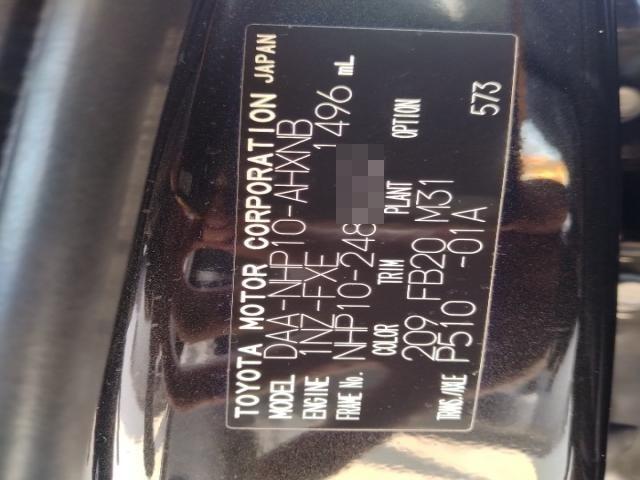 TOYOTA MOTOR CORPORATION JAPAN
MODEL DAA-NHP10-AHXNB
ENGINE 1NZ-FXE 1496 mL
FRAME No. NHP10-248
COLOR TRIM PLANT OPTION
209 FB20 M31
TRANS./AXLE P510 -01A 573